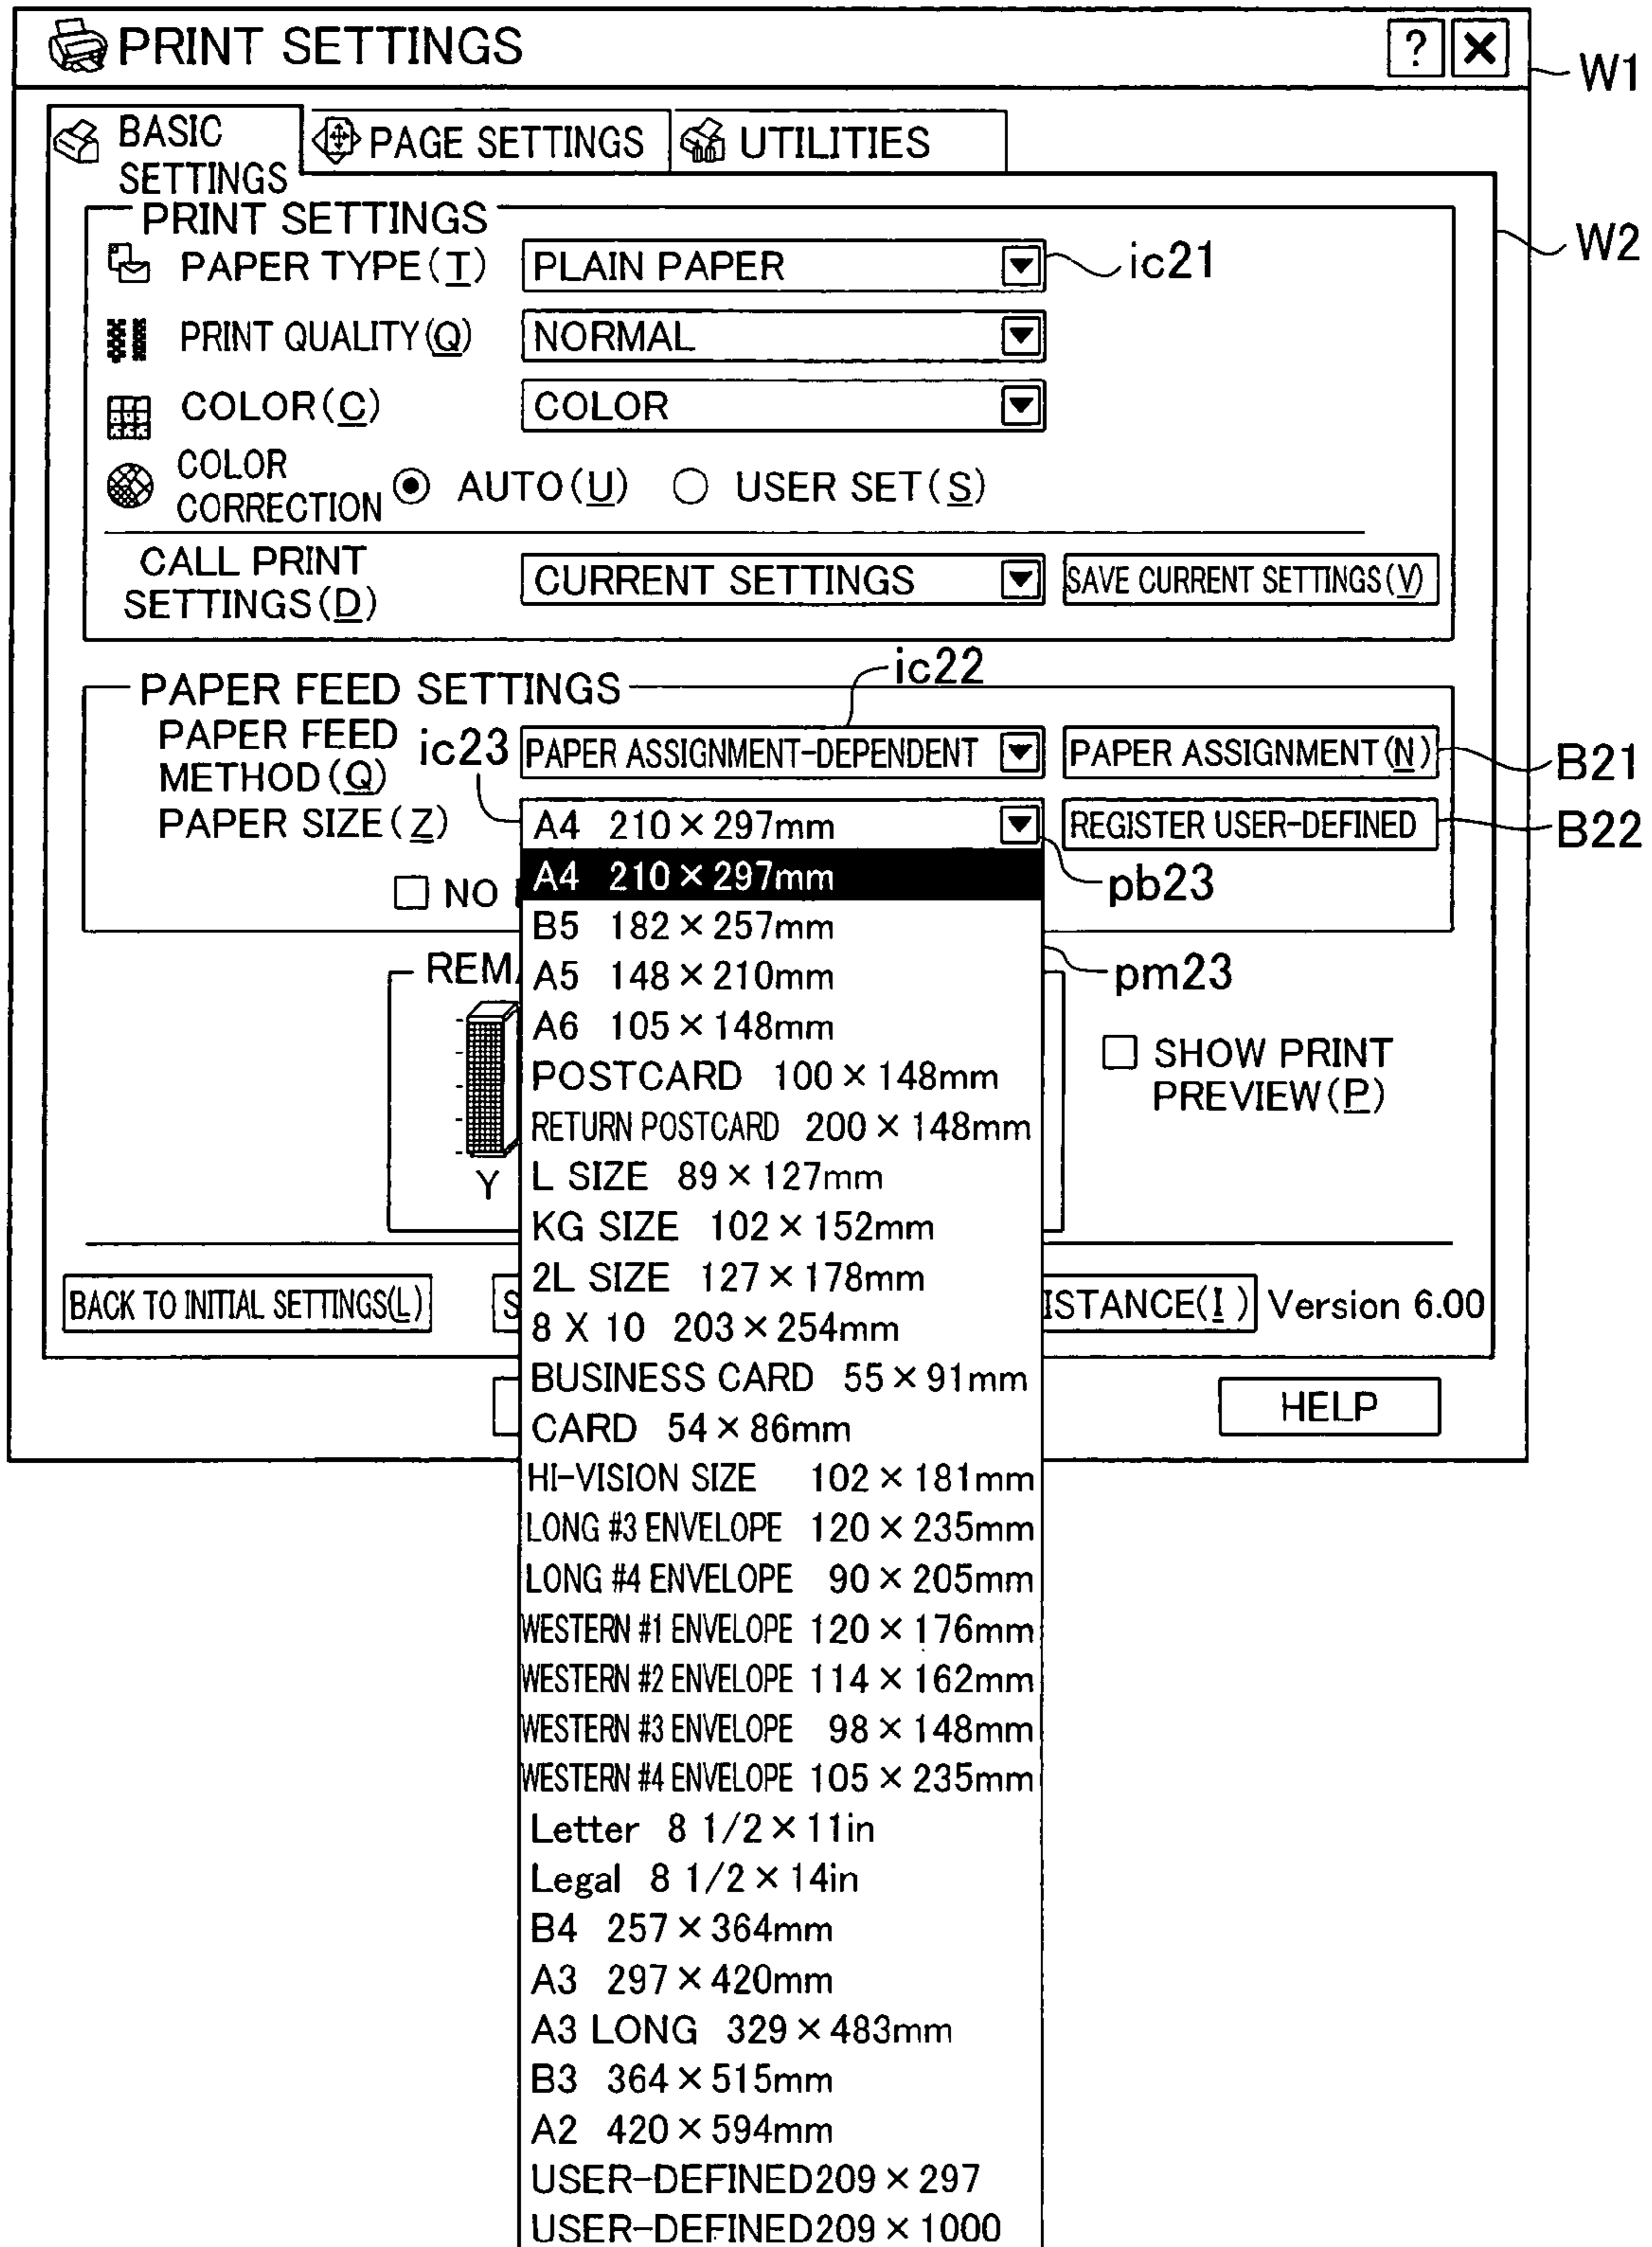 PRINT SETTINGS ? W1
BASIC SETTINGS
PAGE SETTINGS
UTILITIES
W2
PRINT SETTINGS
PAPER TYPE(T) PLAIN PAPER ic21
PRINT QUALITY(Q) NORMAL
COLOR(C) COLOR
COLOR CORRECTION AUTO(U) USER SET(S)
CALL PRINT SETTINGS(D) CURRENT SETTINGS SAVE CURRENT SETTINGS(V)
ic22
PAPER FEED SETTINGS
PAPER FEED METHOD(Q) ic23 PAPER ASSIGNMENT-DEPENDENT PAPER ASSIGNMENT(N) B21
PAPER SIZE(Z) A4 210×297mm REGISTER USER-DEFINED B22
NO
A4 210×297mm pb23
B5 182×257mm
REM
A5 148×210mm pm23
A6 105×148mm
SHOW PRINT PREVIEW(P)
POSTCARD 100×148mm
RETURN POSTCARD 200×148mm
Y
L SIZE 89×127mm
KG SIZE 102×152mm
2L SIZE 127×178mm
BACK TO INITIAL SETTINGS(L) S ISTANCE(I) Version 6.00
8 X 10 203×254mm
BUSINESS CARD 55×91mm
HELP
CARD 54×86mm
HI-VISION SIZE 102×181mm
LONG #3 ENVELOPE 120×235mm
LONG #4 ENVELOPE 90×205mm
WESTERN #1 ENVELOPE 120×176mm
WESTERN #2 ENVELOPE 114×162mm
WESTERN #3 ENVELOPE 98×148mm
WESTERN #4 ENVELOPE 105×235mm
Letter 8 1/2×11in
Legal 8 1/2×14in
B4 257×364mm
A3 297×420mm
A3 LONG 329×483mm
B3 364×515mm
A2 420×594mm
USER-DEFINED209×297
USER-DEFINED209×1000